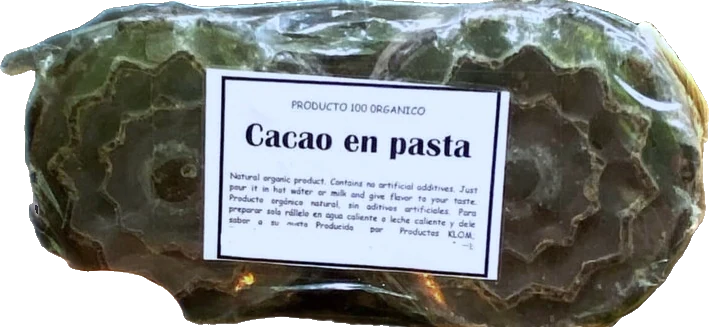 PRODUCTO 100 ORGANICO
Cacao en pasta
Natural organic product. Contains no artificial additives. Just
pour it in hot water or milk and give flavor to your taste.
Producto orgánico natural, sin aditivos artificiales. Para
preparar solo rállelo en agua caliente o leche caliente y dele
sabor a su gusto Producido por Productos KLOM.